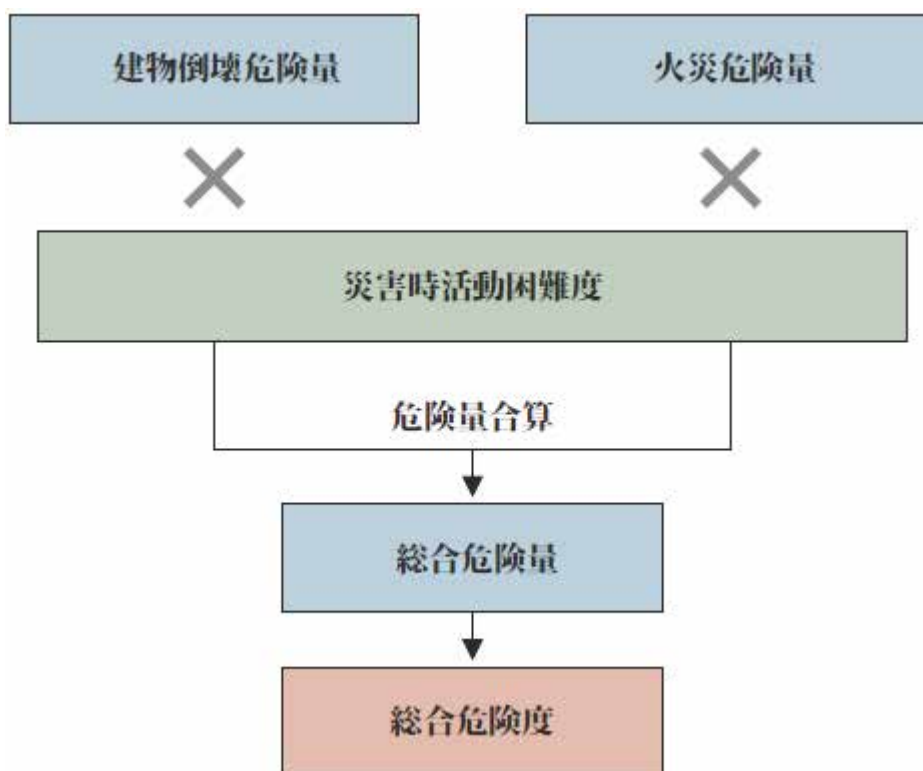 建物倒壊危険量
火災危険量
災害時活動困難度
危険量合算
総合危険量
総合危険度